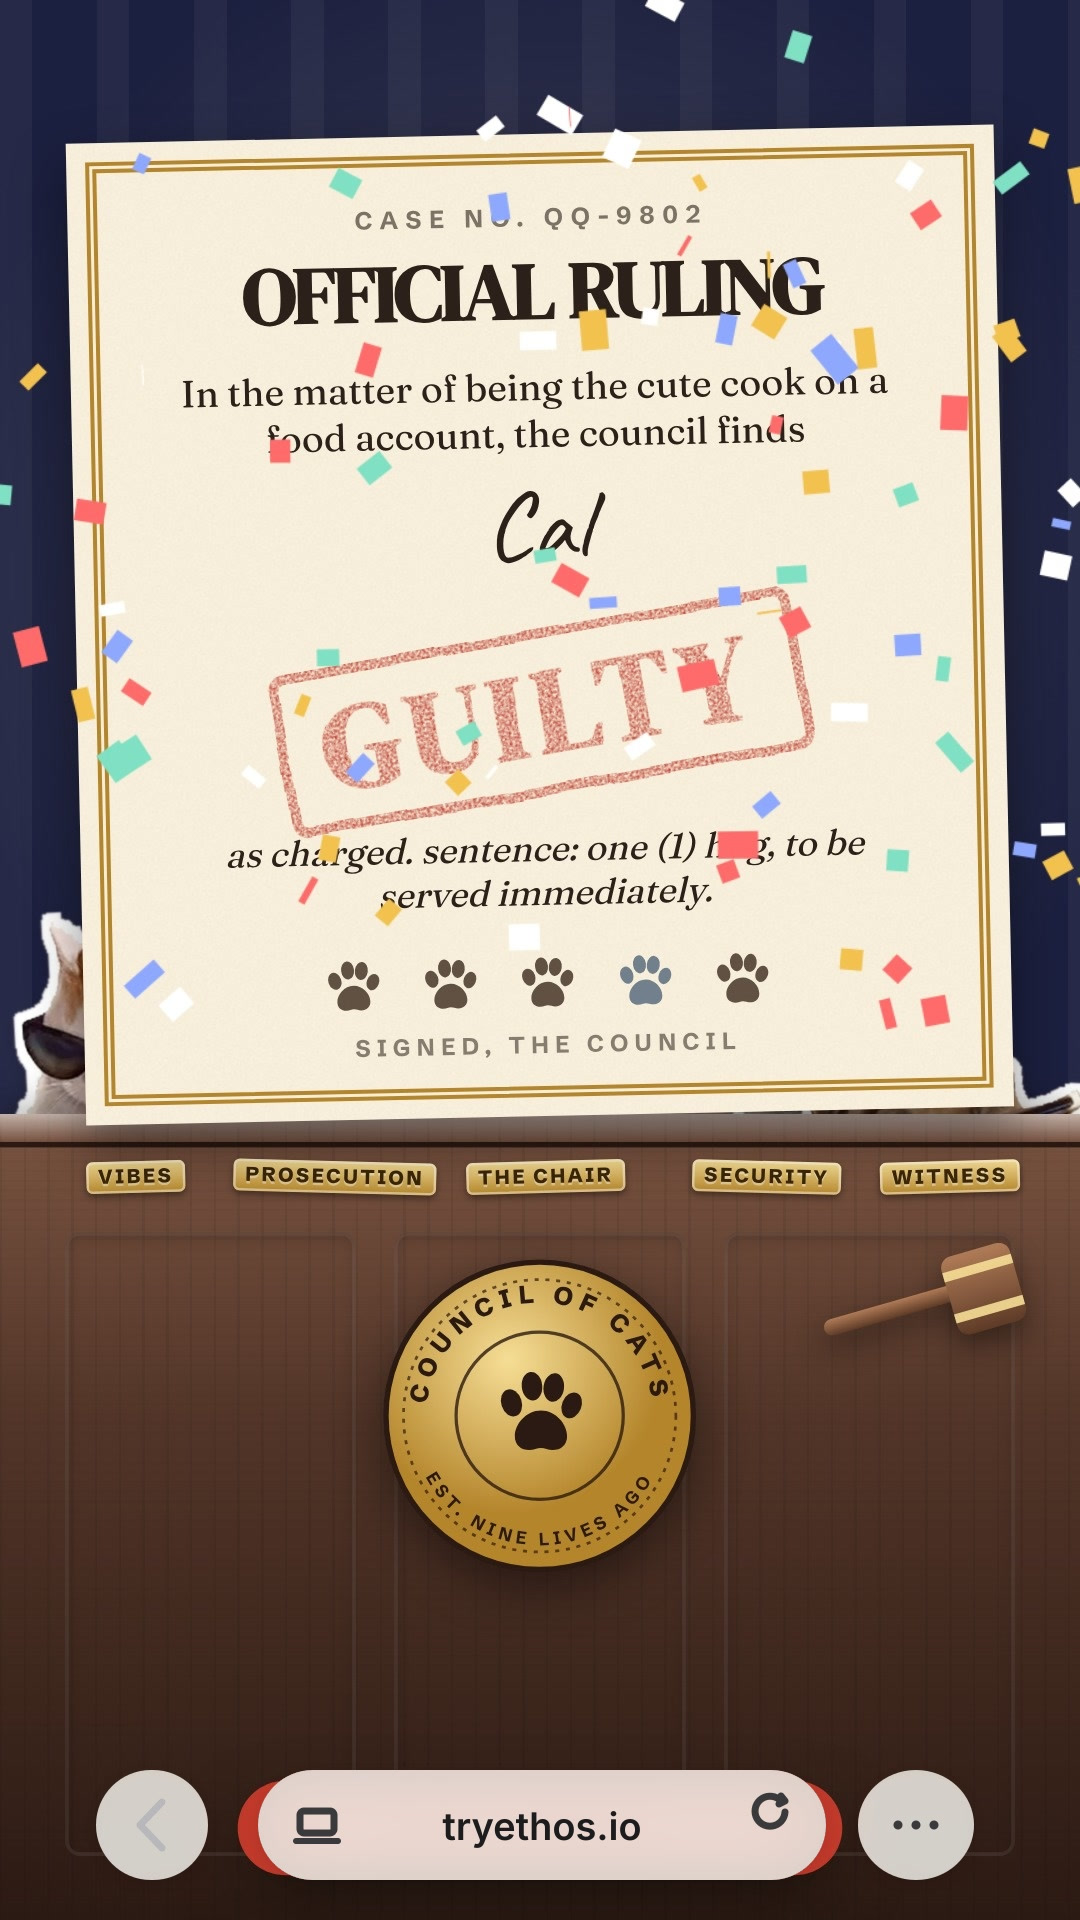 CASE NO. QQ-9802
OFFICIAL RULING
In the matter of being the cute cook on a
food account, the council finds
Cal
GUILTY
as charged. sentence: one (1) hug, to be
served immediately.
SIGNED, THE COUNCIL
VIBES
PROSECUTION
THE CHAIR
SECURITY
WITNESS
COUNCIL OF CATS
EST. NINE LIVES AGO
tryethos.io